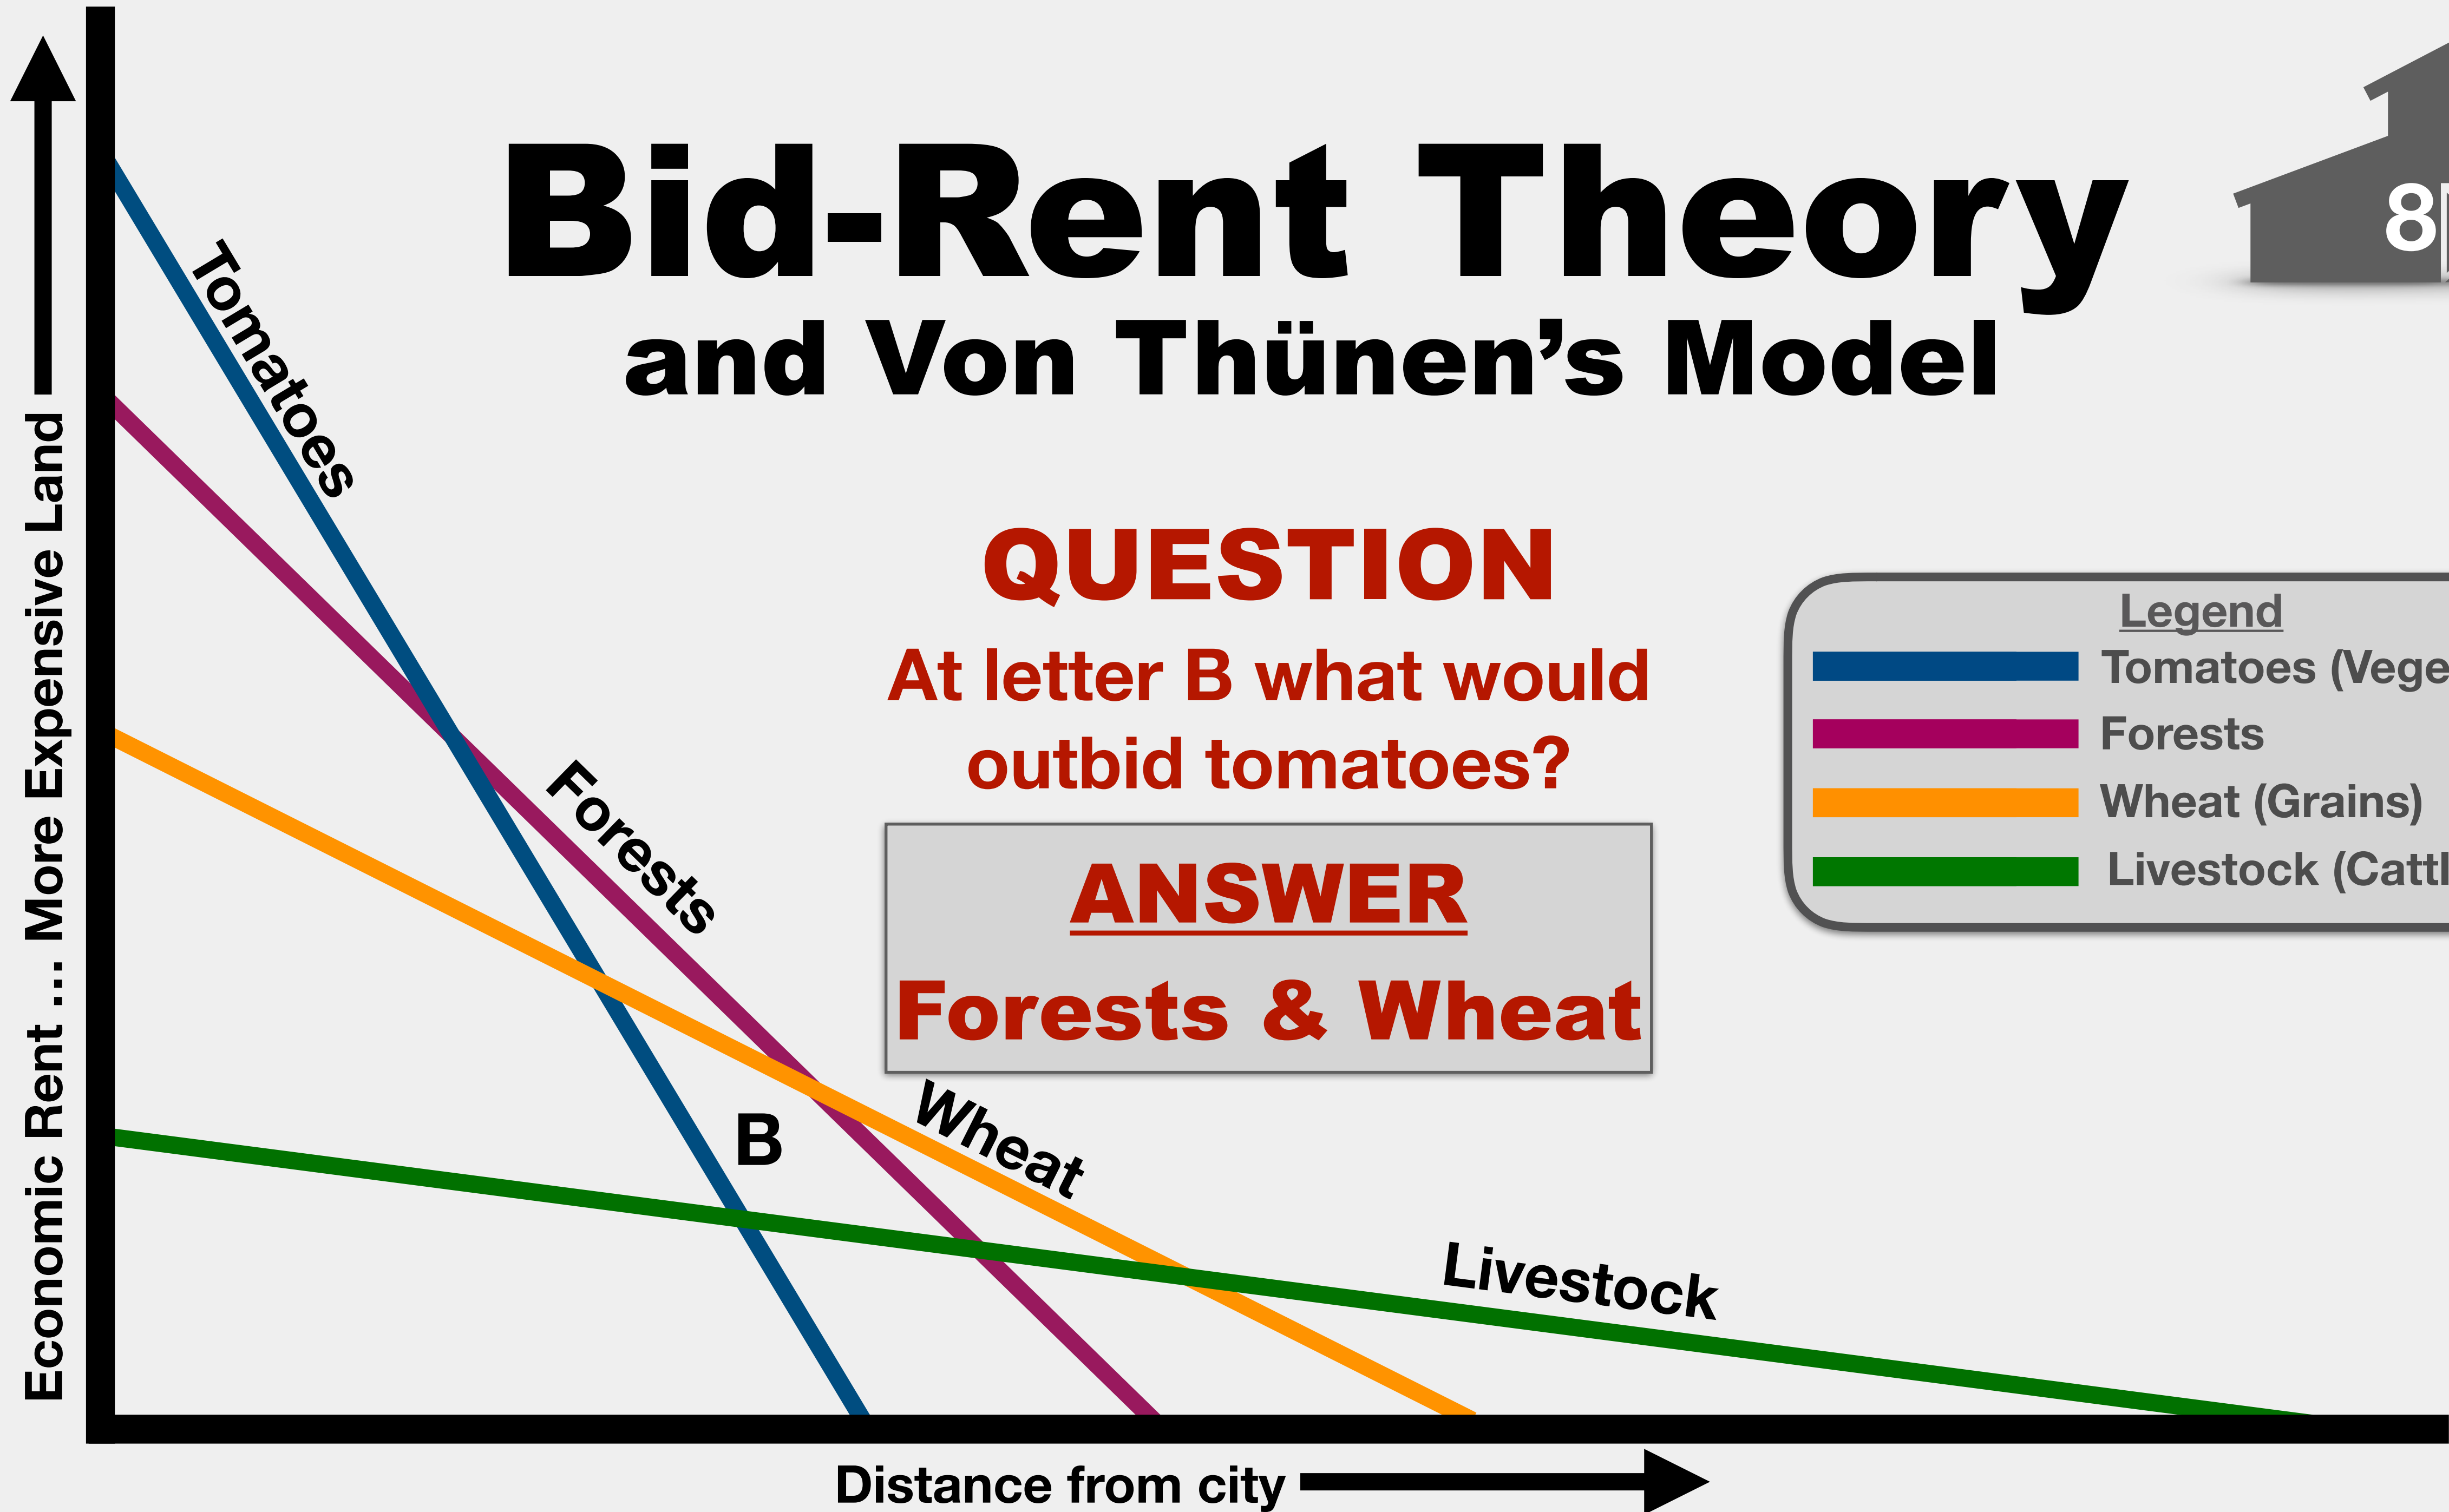 Bid-Rent Theory
and Von Thünen’s Model
8
Economic Rent ... More Expensive Land
Tomatoes
Forests
Wheat
Livestock
B
QUESTION
At letter B what would
outbid tomatoes?
ANSWER
Forests & Wheat
Legend
Tomatoes (Vege
Forests
Wheat (Grains)
Livestock (Cattl
Distance from city